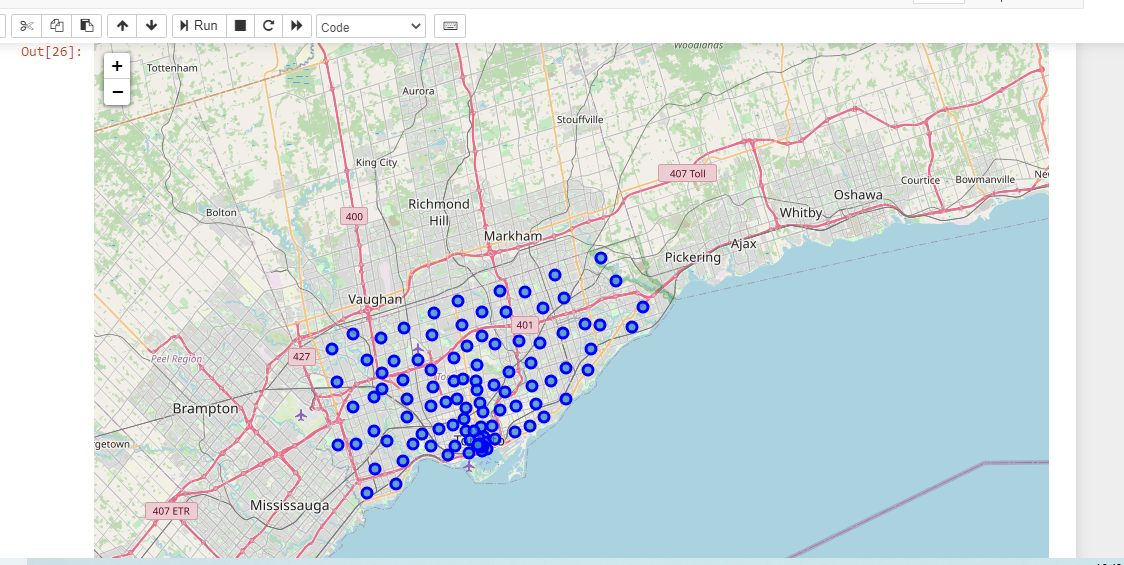 Run
Code
Out[26]:
+
−
Woodlands
Tottenham
Aurora
Stouffville
King City
407 Toll
Courtice
Bowmanville
Oshawa
Richmond
Hill
Bolton
400
Whitby
Markham
Ajax
Pickering
Vaughan
401
427
Peel Region
Brampton
getown
Mississauga
407 ETR